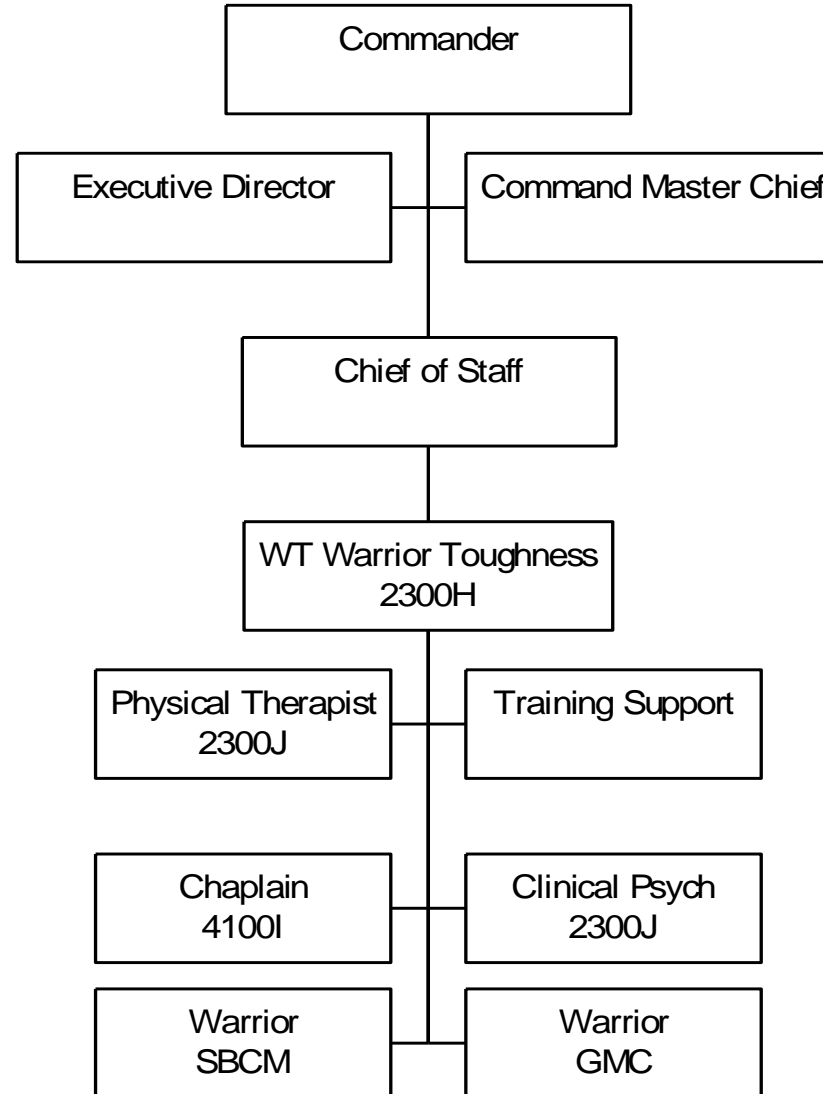 Commander
Executive Director
Command Master Chief
Chief of Staff
WT Warrior Toughness
2300H
Physical Therapist
2300J
Training Support
Chaplain
4100I
Clinical Psych
2300J
Warrior
SBCM
Warrior
GMC